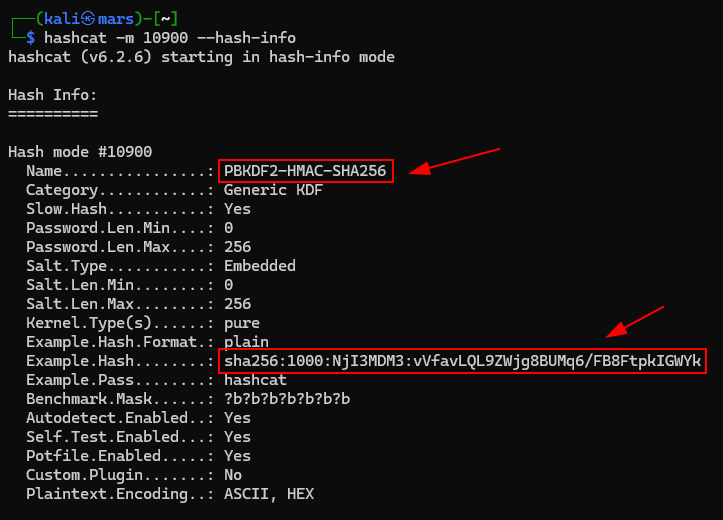 ┌──(kali㉿mars)-[~]
└─$ hashcat -m 10900 --hash-info
hashcat (v6.2.6) starting in hash-info mode
Hash Info:
==========
Hash mode #10900
Name................: PBKDF2-HMAC-SHA256
Category............: Generic KDF
Slow.Hash...........: Yes
Password.Len.Min....: 0
Password.Len.Max....: 256
Salt.Type...........: Embedded
Salt.Len.Min........: 0
Salt.Len.Max........: 256
Kernel.Type(s)......: pure
Example.Hash.Format.: plain
Example.Hash........: sha256:1000:NjI3MDM3:vVfavLQL9ZWjg8BUMq6/FB8FtpkIGWYk
Example.Pass........: hashcat
Benchmark.Mask......: ?b?b?b?b?b?b?b
Autodetect.Enabled..: Yes
Self.Test.Enabled...: Yes
Potfile.Enabled.....: Yes
Custom.Plugin.......: No
Plaintext.Encoding..: ASCII, HEX